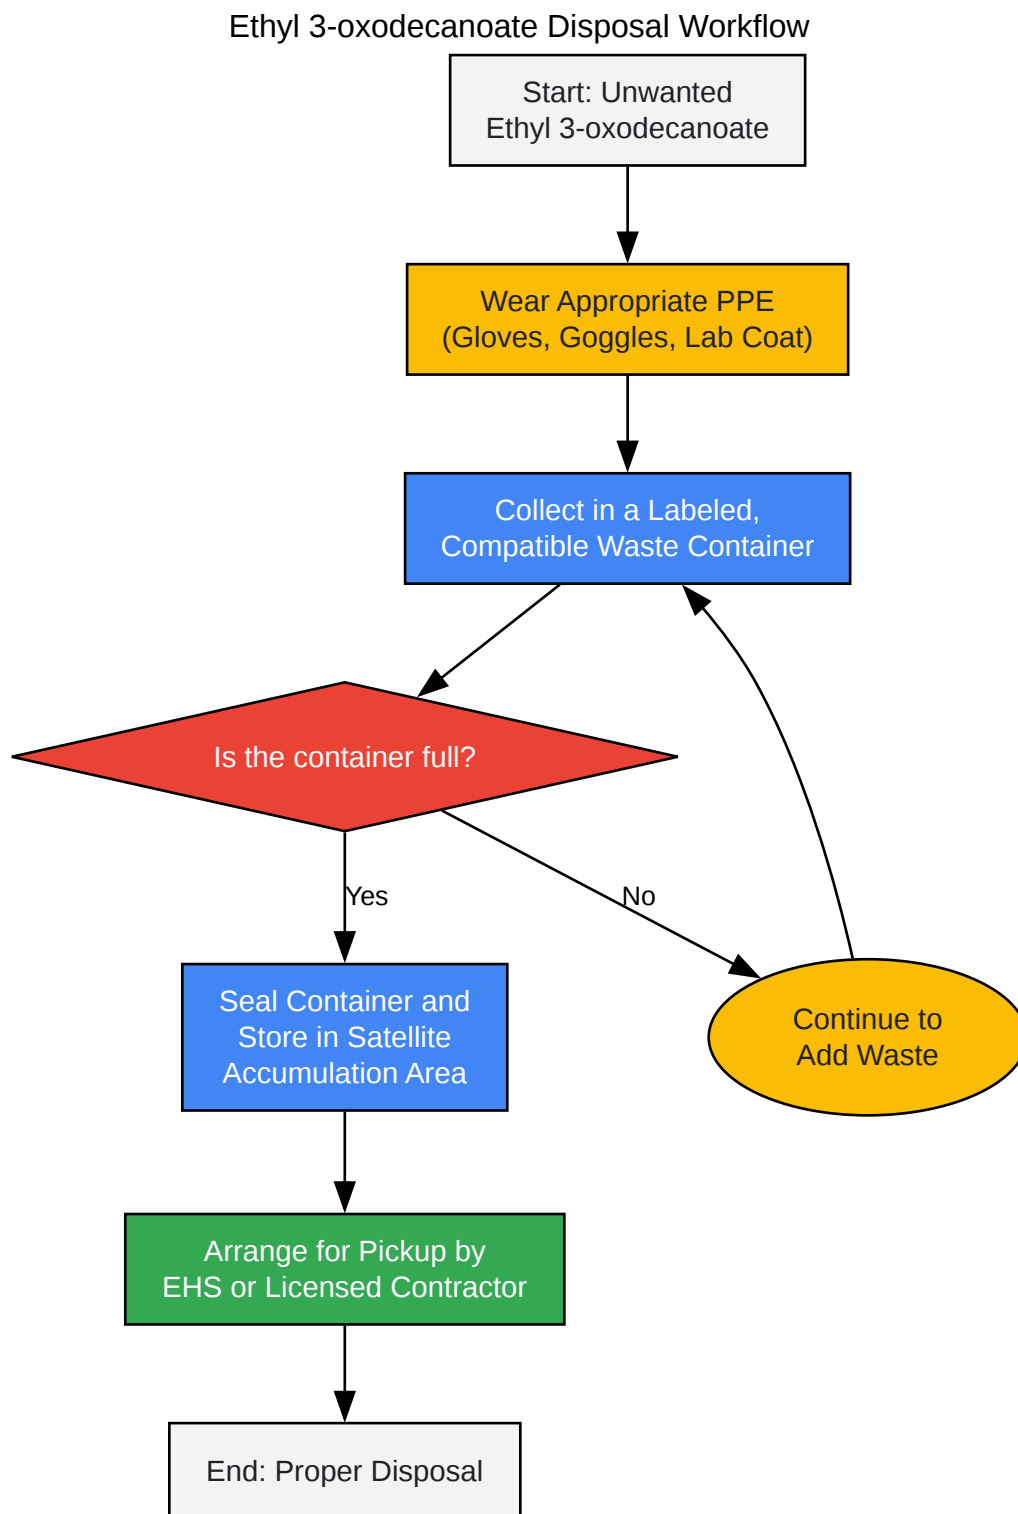 Ethyl 3-oxodecanoate Disposal Workflow
Start: Unwanted
Ethyl 3-oxodecanoate
Wear Appropriate PPE
(Gloves, Goggles, Lab Coat)
Collect in a Labeled,
Compatible Waste Container
Is the container full?
Yes
No
Seal Container and
Store in Satellite
Accumulation Area
Continue to
Add Waste
Arrange for Pickup by
EHS or Licensed Contractor
End: Proper Disposal